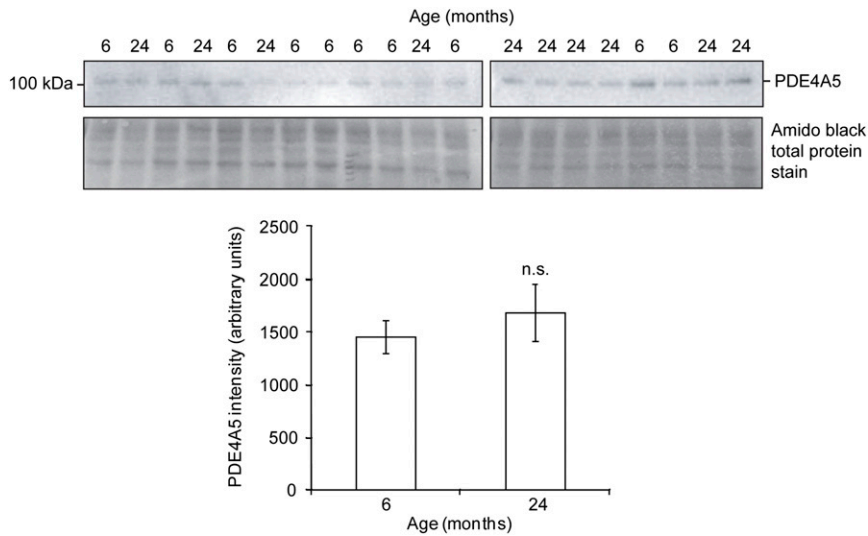 Age (months)
6 24 6 24 6 24 6 6 6 6 24 6 24 24 24 24 6 6 24 24
100 kDa
PDE4A5
Amido black
total protein
stain
PDE4A5 intensity (arbitrary units)
2500
2000
1500
1000
500
0
n.s.
6 24
Age (months)